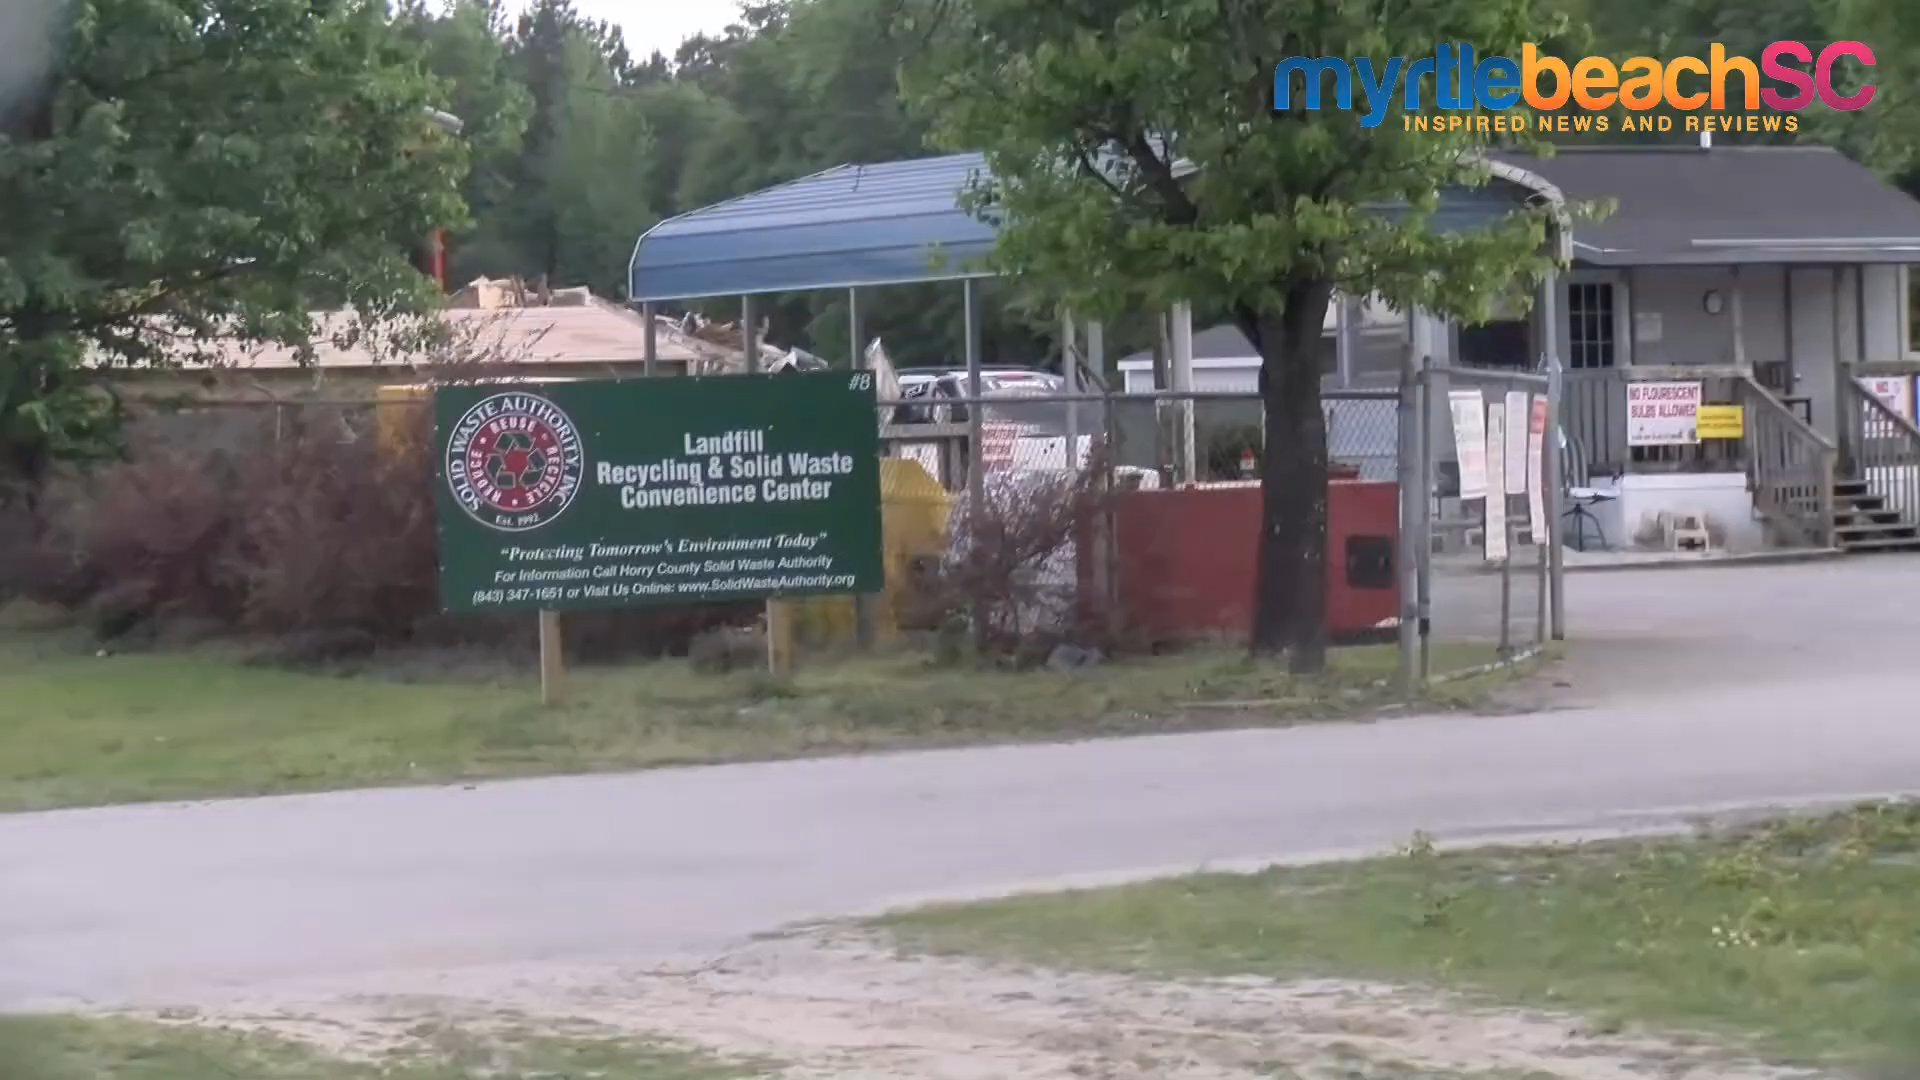 myrtlebeachSC
INSPIRED NEWS AND REVIEWS
#8
SOLID WASTE AUTHORITY, INC.
REDUCE • REUSE • RECYCLE
Est. 1992
Landfill
Recycling & Solid Waste
Convenience Center
"Protecting Tomorrow's Environment Today"
For Information Call Horry County Solid Waste Authority
(843) 347-1651 or Visit Us Online: www.SolidWasteAuthority.org
NO FLOURESCENT
BULBS ALLOWED
NO